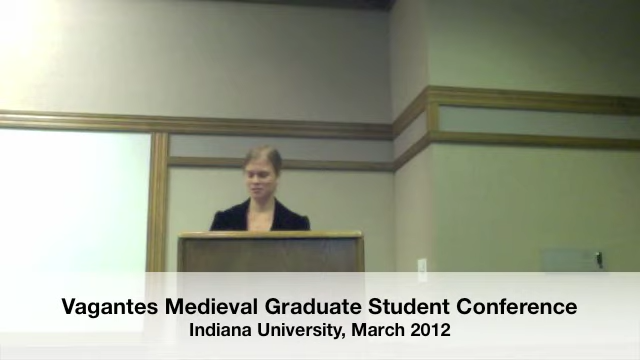 Vagantes Medieval Graduate Student Conference
Indiana University, March 2012